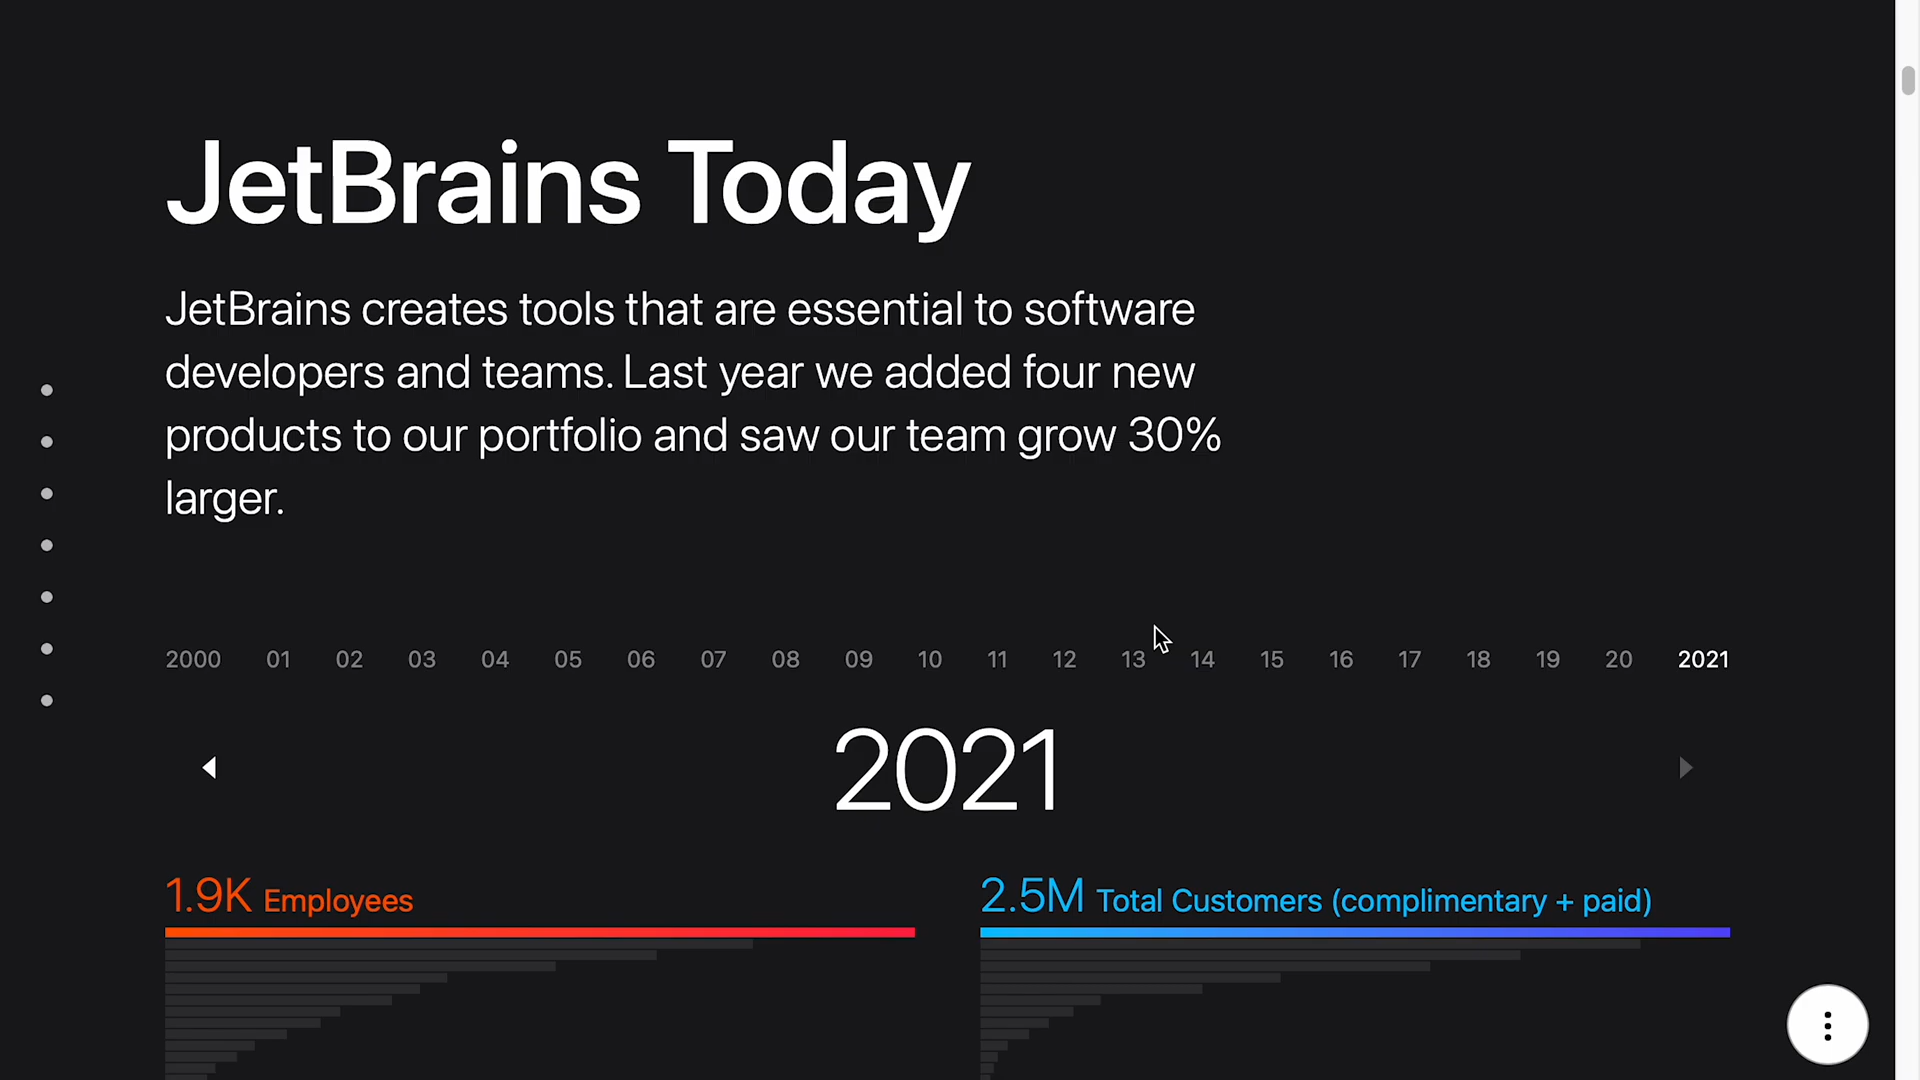 JetBrains Today
JetBrains creates tools that are essential to software
developers and teams. Last year we added four new
products to our portfolio and saw our team grow 30%
larger.
2000 01 02 03 04 05 06 07 08 09 10 11 12 13 14 15 16 17 18 19 20 2021
2021
1.9K Employees
2.5M Total Customers (complimentary + paid)